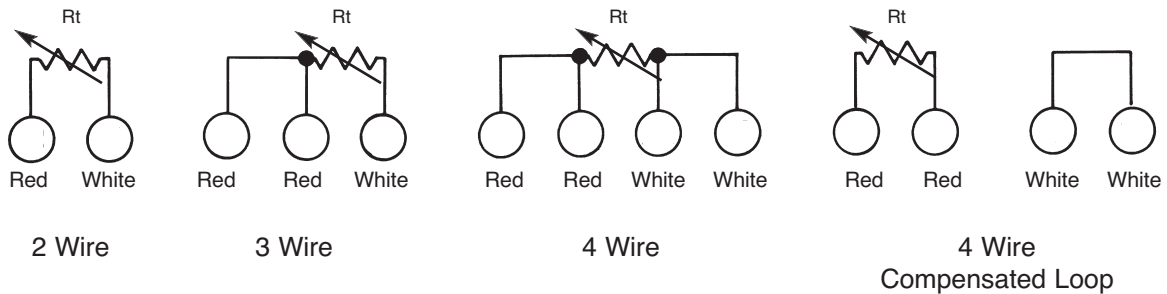 Rt Rt Rt Rt
Red White Red Red White Red Red White White Red Red White White
2 Wire 3 Wire 4 Wire 4 Wire
Compensated Loop